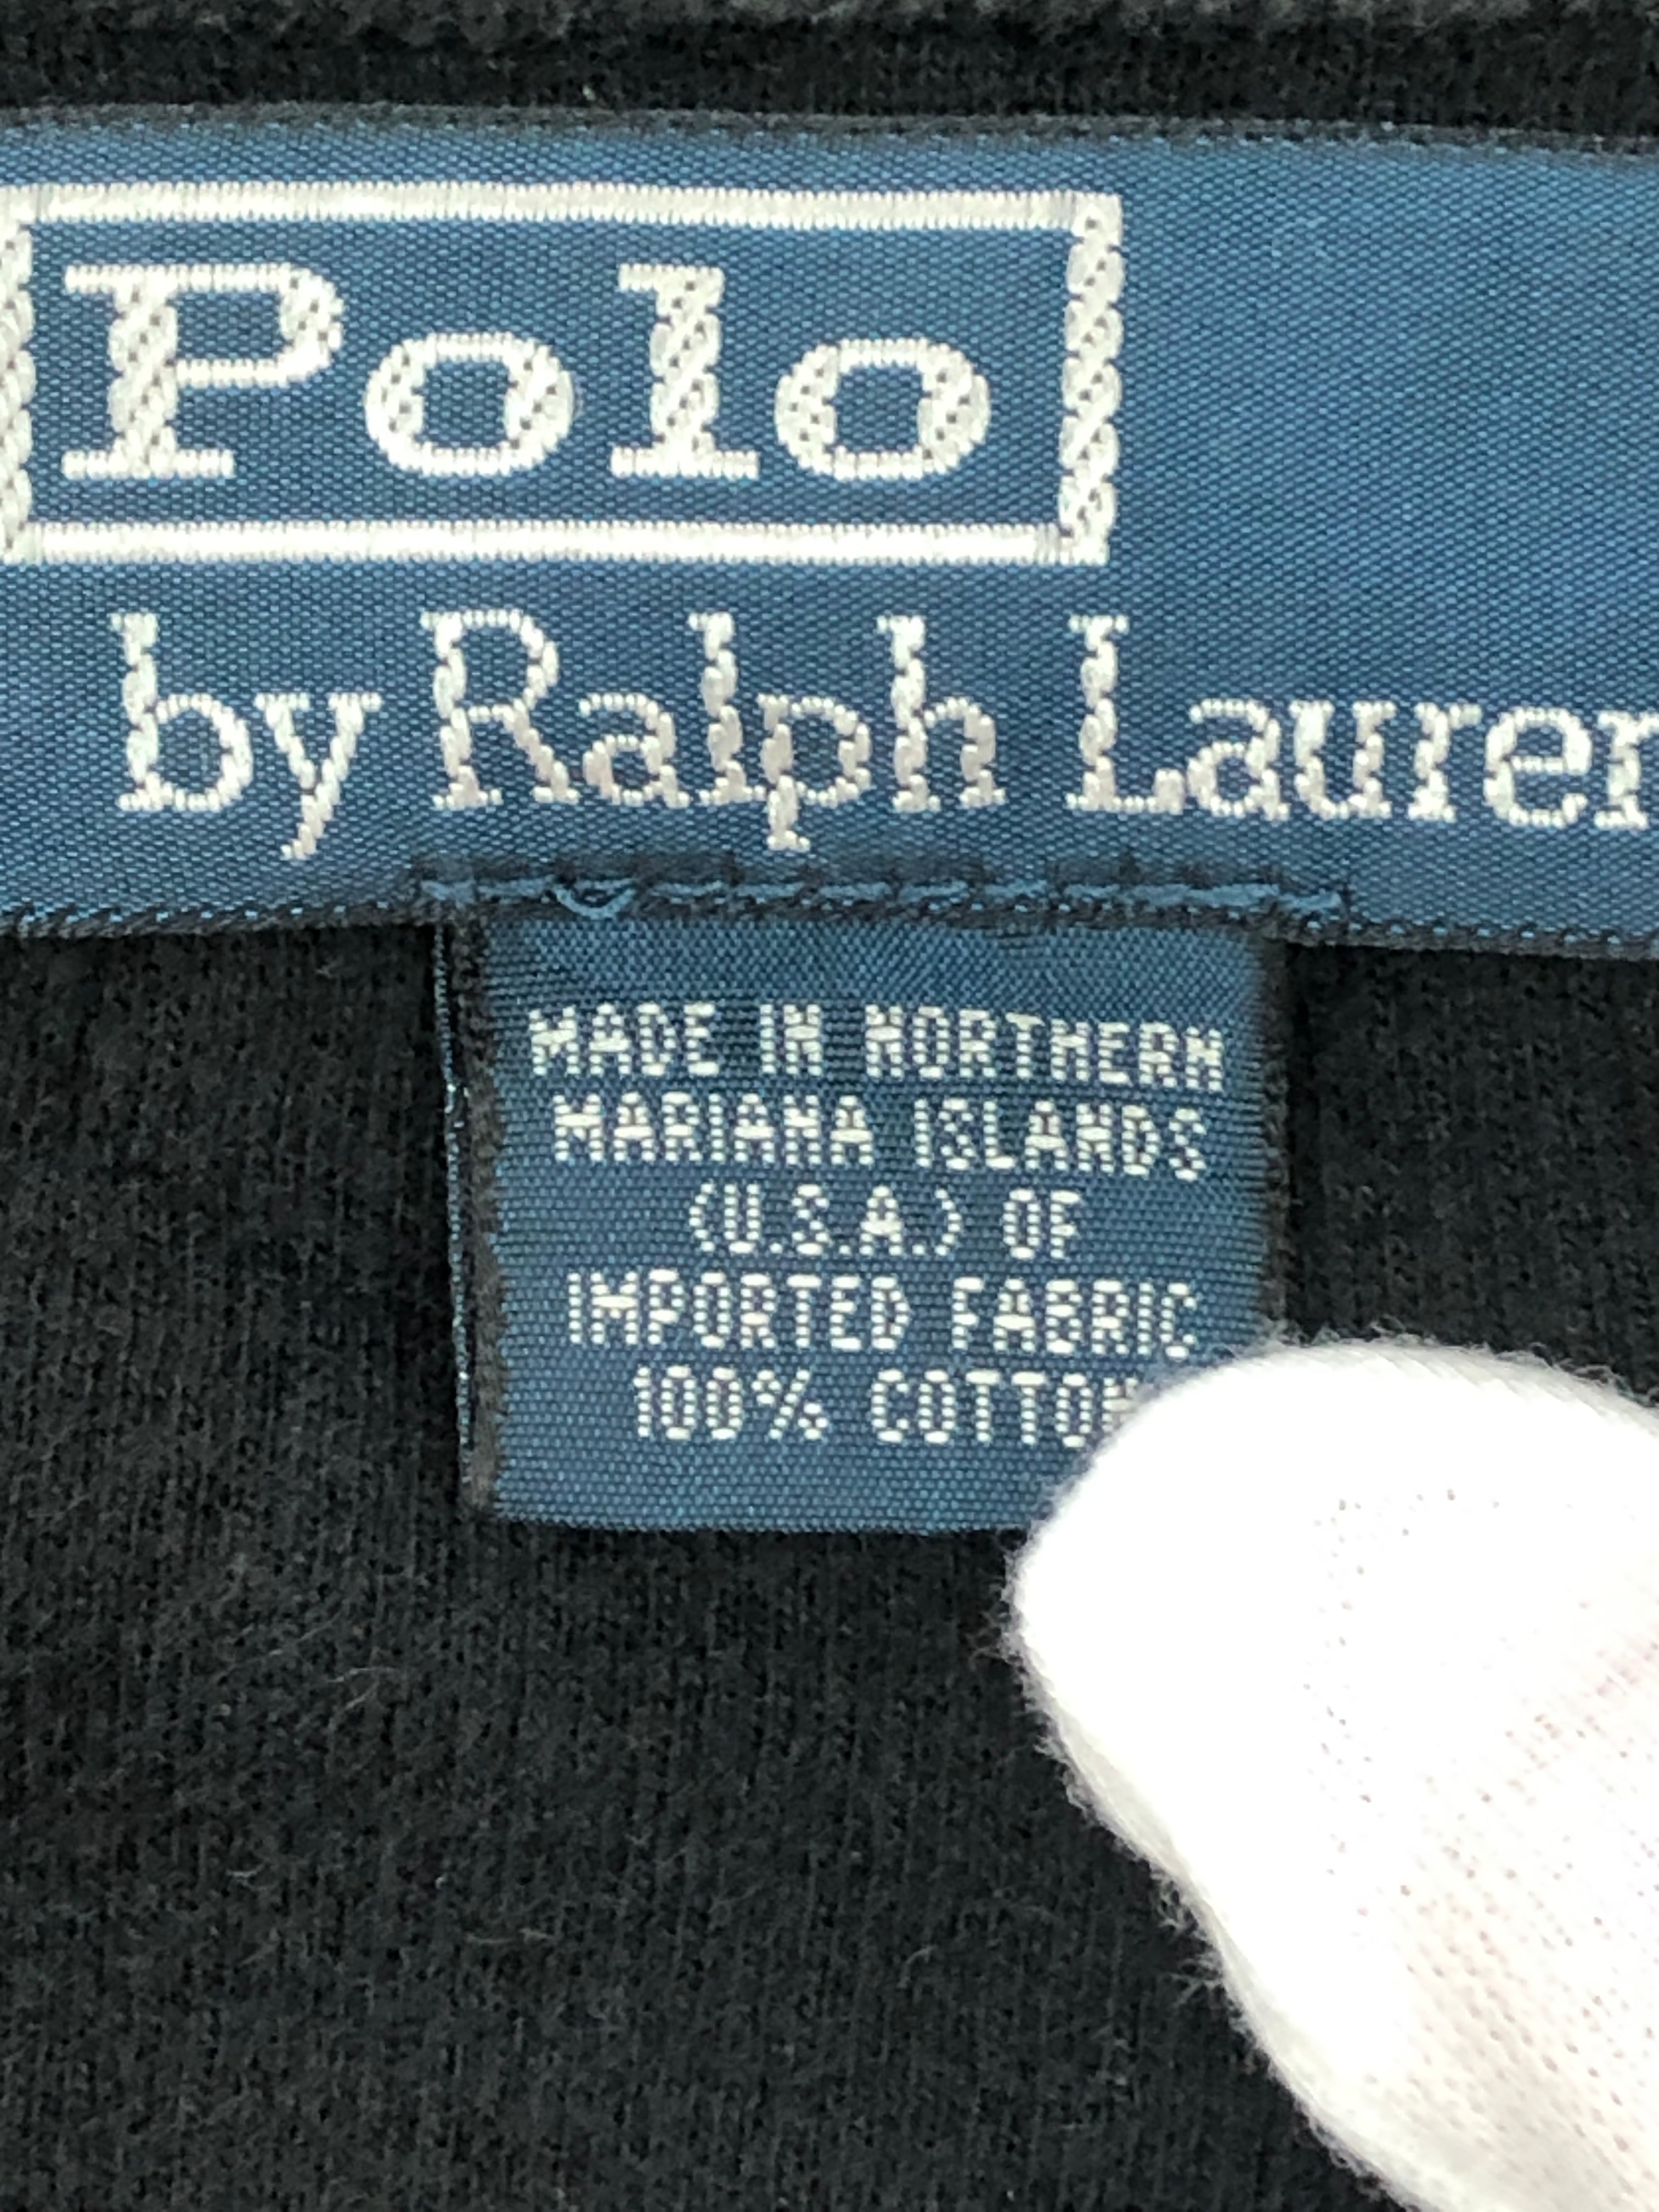 Polo
by Ralph Lauren
MADE IN NORTHERN
MARIANA ISLANDS
(U.S.A.) OF
IMPORTED FABRIC
100% COTTON